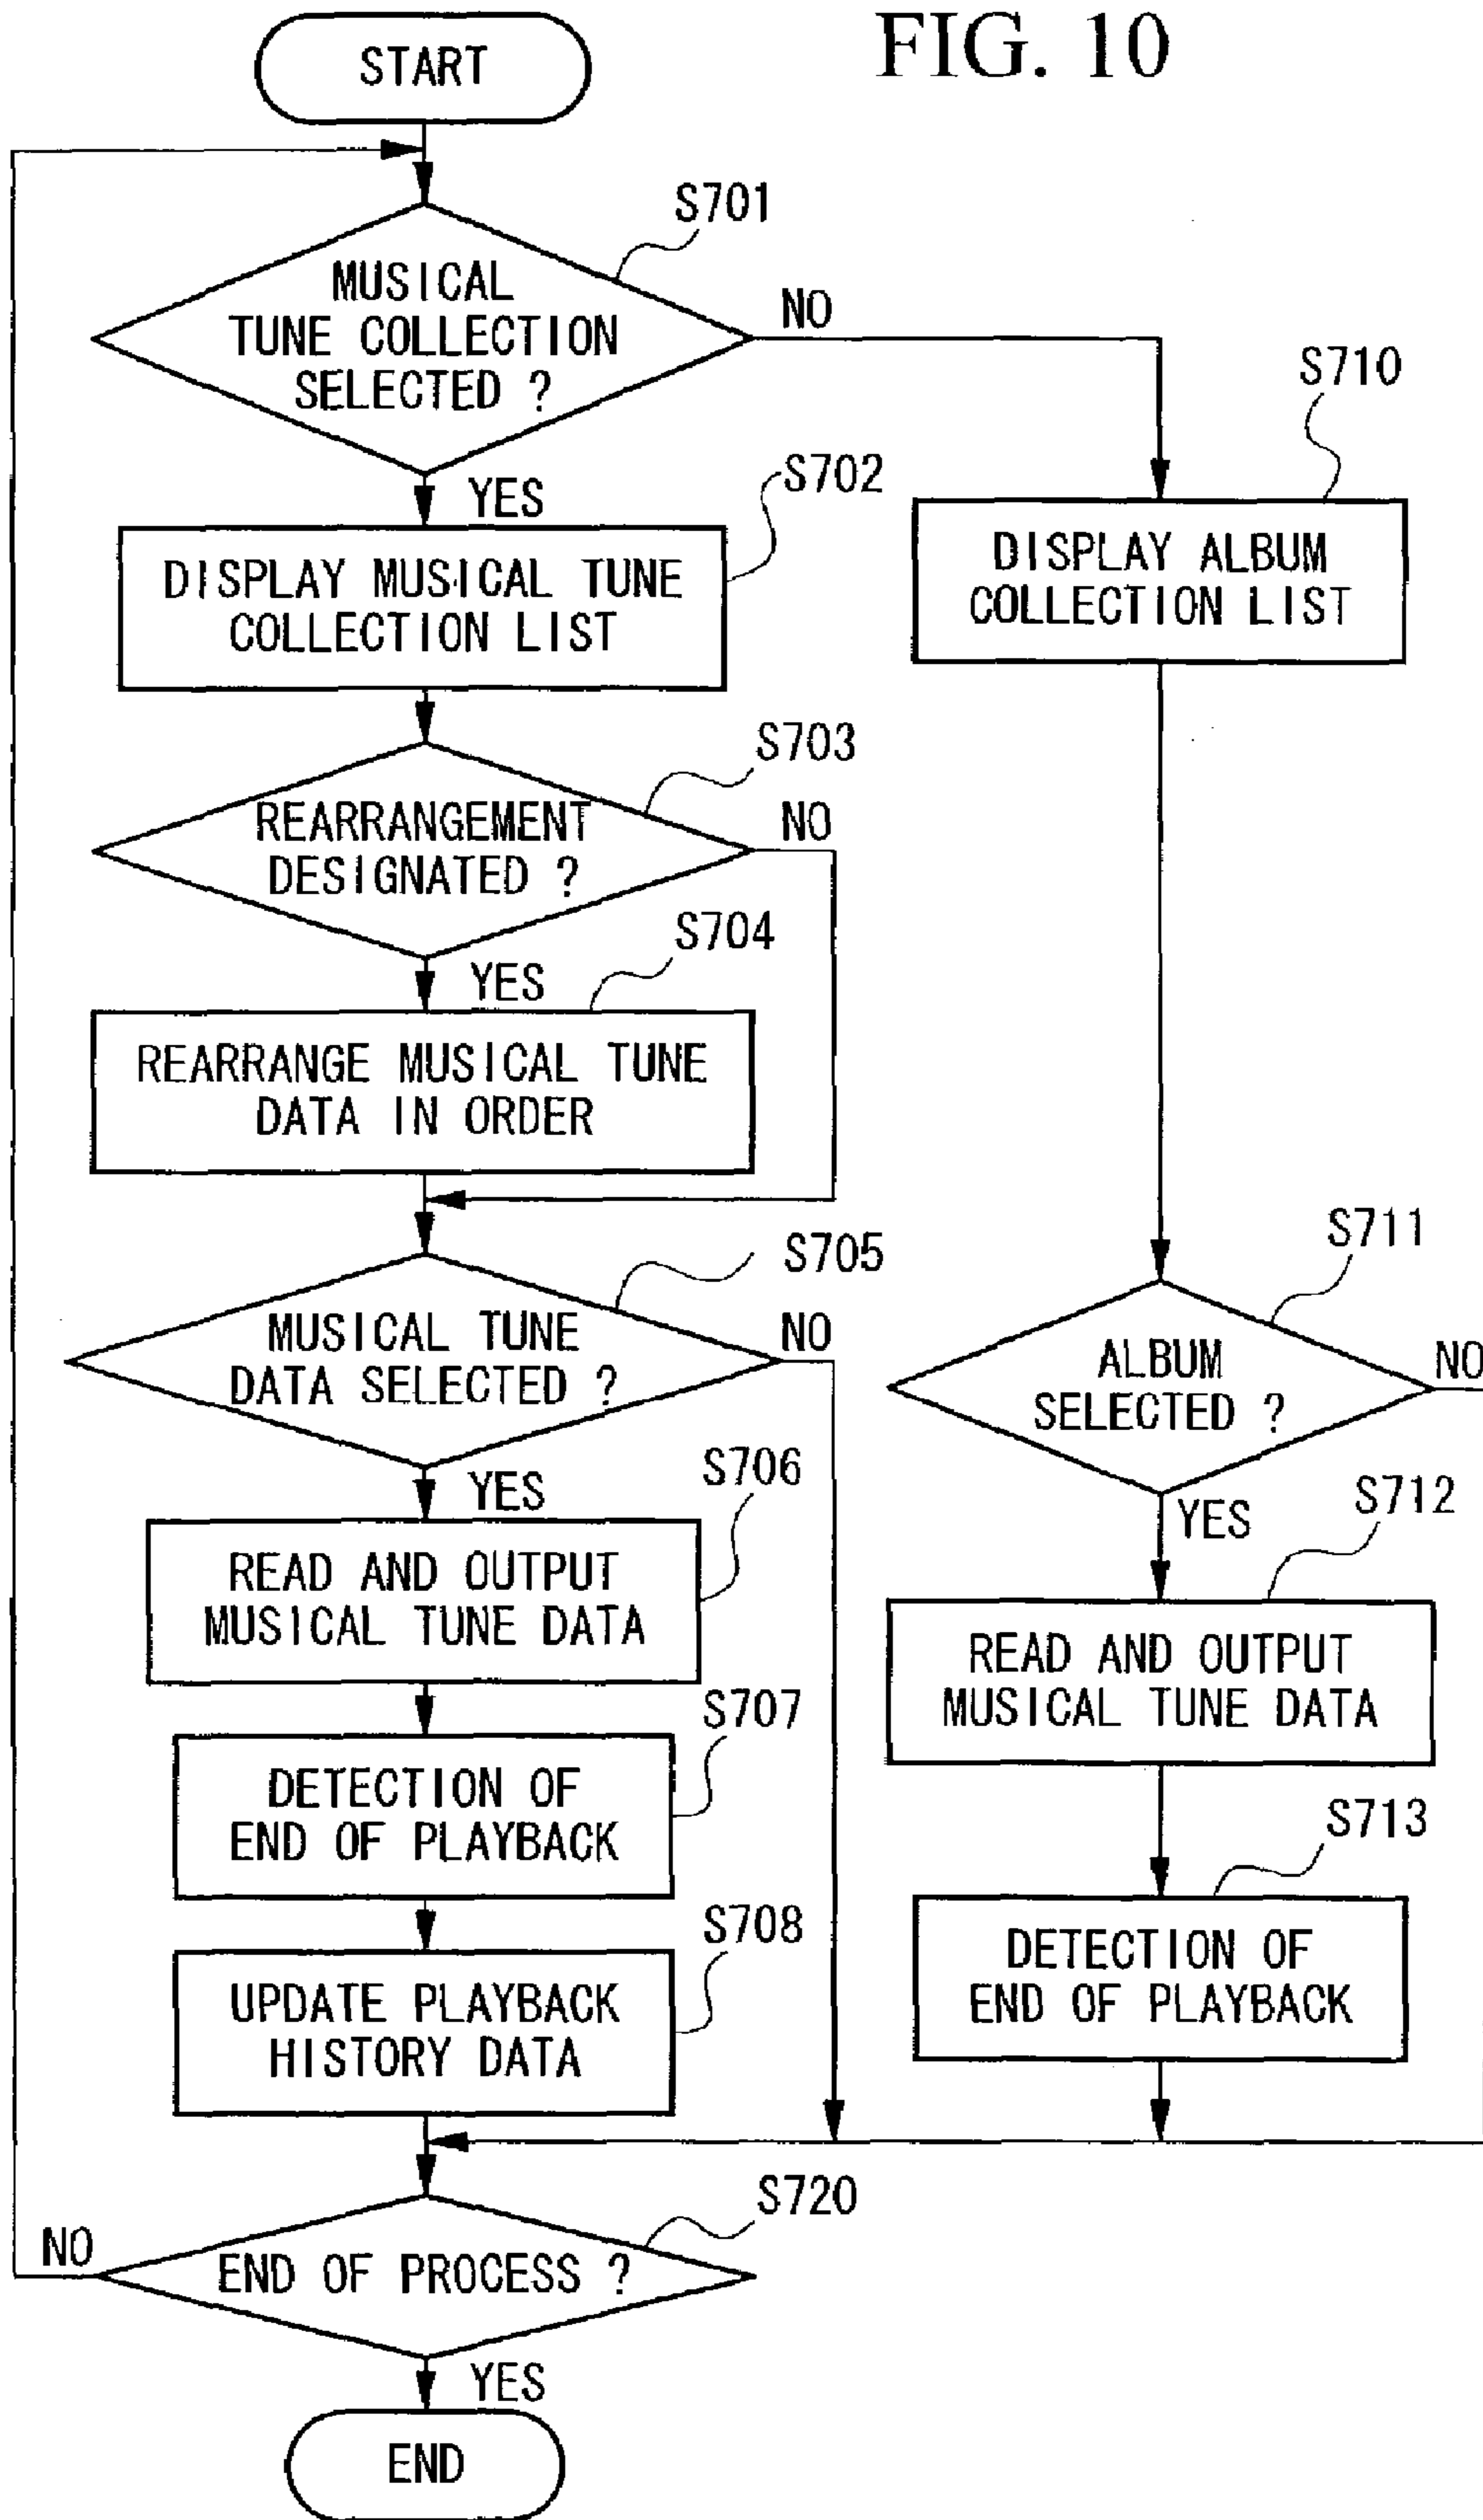 FIG. 10
START
S701
MUSICAL
TUNE COLLECTION
SELECTED ?
NO
YES
S702
DISPLAY MUSICAL TUNE
COLLECTION LIST
S703
REARRANGEMENT
DESIGNATED ?
NO
YES
S704
REARRANGE MUSICAL TUNE
DATA IN ORDER
S705
MUSICAL TUNE
DATA SELECTED ?
NO
YES
S706
READ AND OUTPUT
MUSICAL TUNE DATA
S707
DETECTION OF
END OF PLAYBACK
S708
UPDATE PLAYBACK
HISTORY DATA
S710
DISPLAY ALBUM
COLLECTION LIST
S711
ALBUM
SELECTED ?
NO
YES
S712
READ AND OUTPUT
MUSICAL TUNE DATA
S713
DETECTION OF
END OF PLAYBACK
S720
END OF PROCESS ?
NO
YES
END